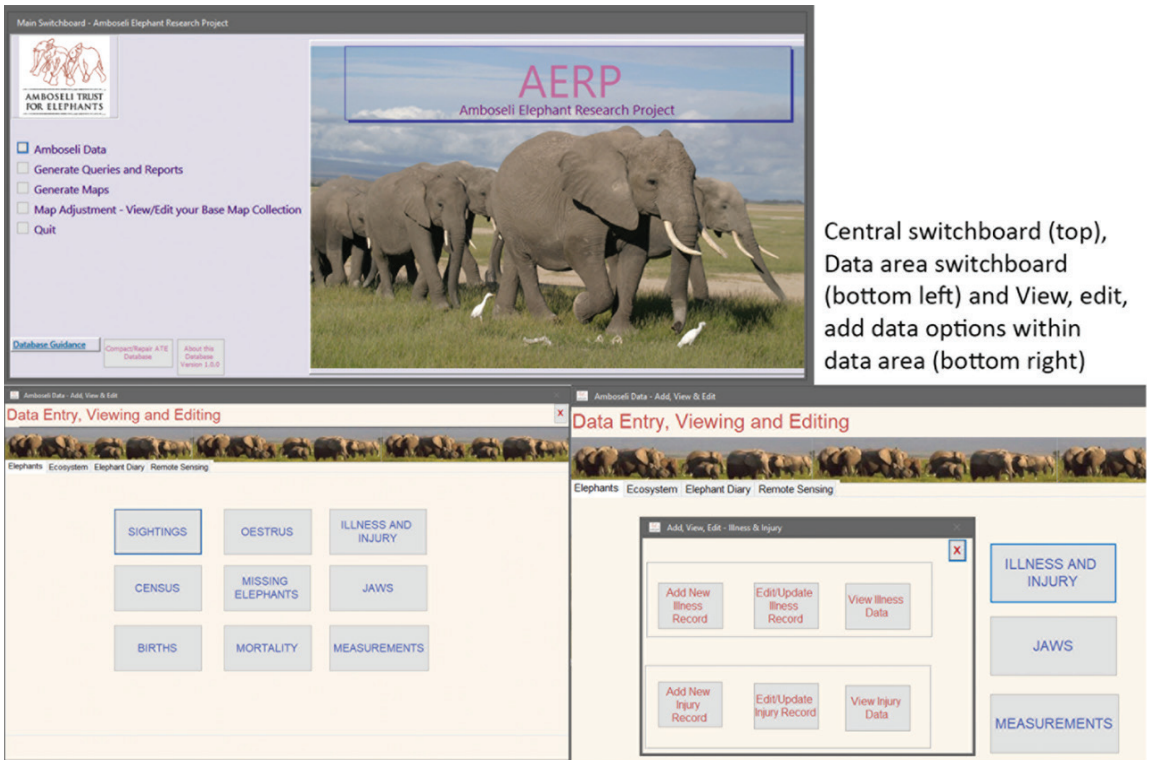 Main Switchboard - Amboseli Elephant Research Project
AMBOSELI TRUST
FOR ELEPHANTS
AERP
Amboseli Elephant Research Project
Amboseli Data
Generate Queries and Reports
Generate Maps
Map Adjustment - View/Edit your Base Map Collection
Quit
Database Guidance
Compact/Repair ATE
Database
About this
Database
Version 1.0.0
Central switchboard (top),
Data area switchboard
(bottom left) and View, edit,
add data options within
data area (bottom right)
Amboseli Data - Add, View & Edit
Data Entry, Viewing and Editing
X
Elephants Ecosystem Elephant Diary Remote Sensing
SIGHTINGS
OESTRUS
ILLNESS AND
INJURY
CENSUS
MISSING
ELEPHANTS
JAWS
BIRTHS
MORTALITY
MEASUREMENTS
Amboseli Data - Add, View & Edit
Data Entry, Viewing and Editing
Elephants Ecosystem Elephant Diary Remote Sensing
Add, View, Edit - Illness & Injury
X
Add New
Illness
Record
Edit/Update
Illness
Record
View Illness
Data
Add New
Injury
Record
Edit/Update
Injury Record
View Injury
Data
ILLNESS AND
INJURY
JAWS
MEASUREMENTS